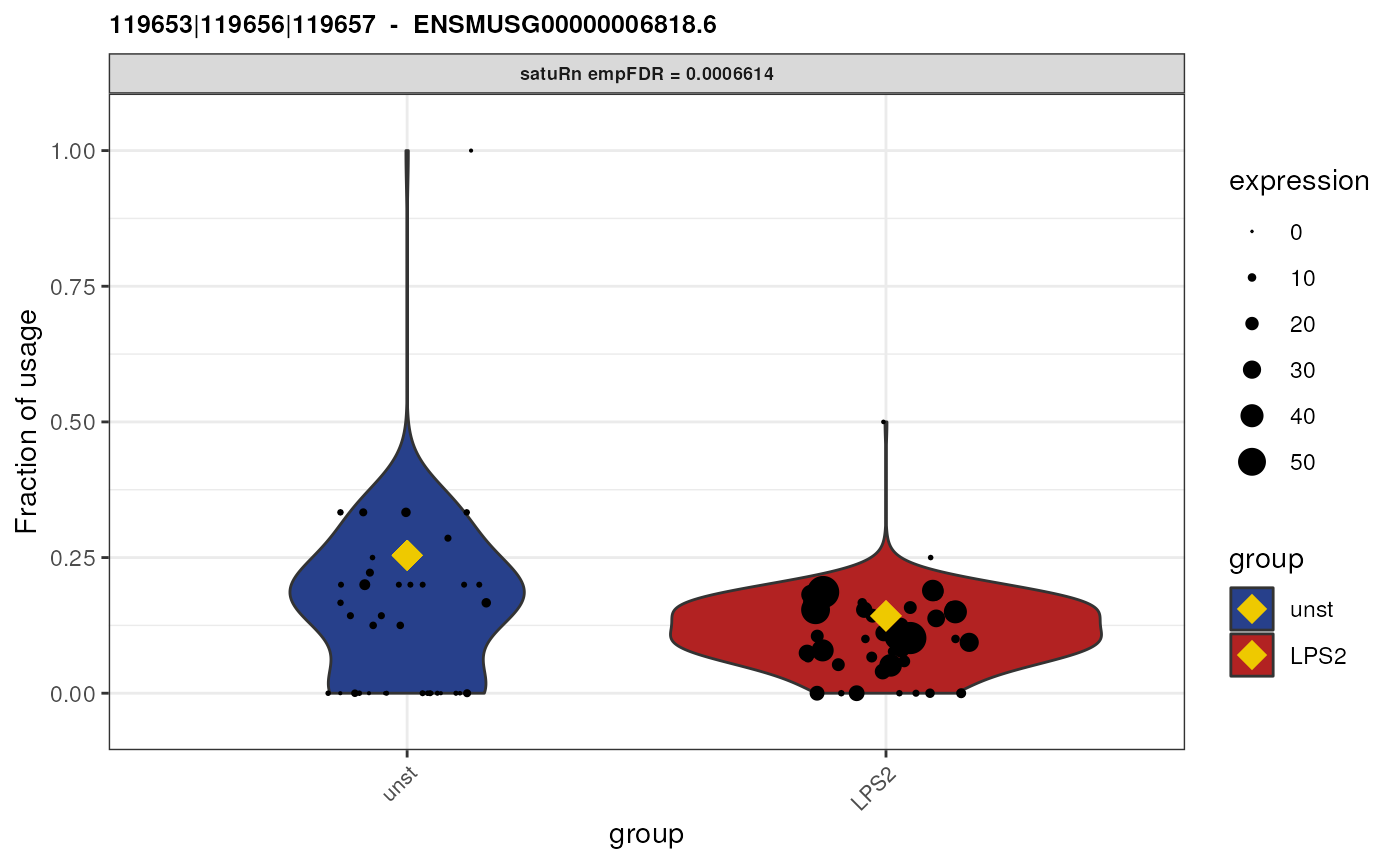 119653|119656|119657 - ENSMUSG00000006818.6
satuRn empFDR = 0.0006614
Fraction of usage
1.00
0.75
0.50
0.25
0.00
unst
LPS2
group
expression
0
10
20
30
40
50
group
unst
LPS2